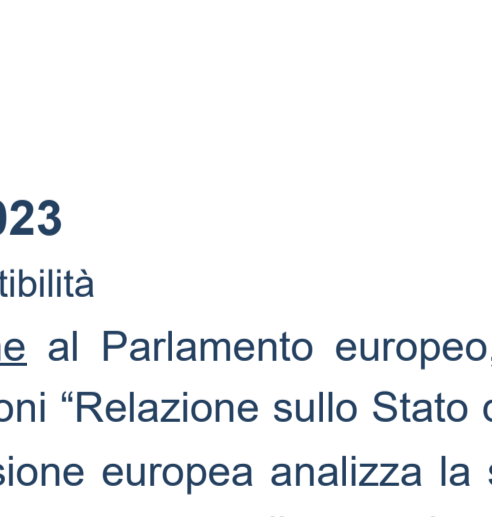 023
tibilità
ne al Parlamento europeo,
oni “Relazione sullo Stato
sione europea analizza la s